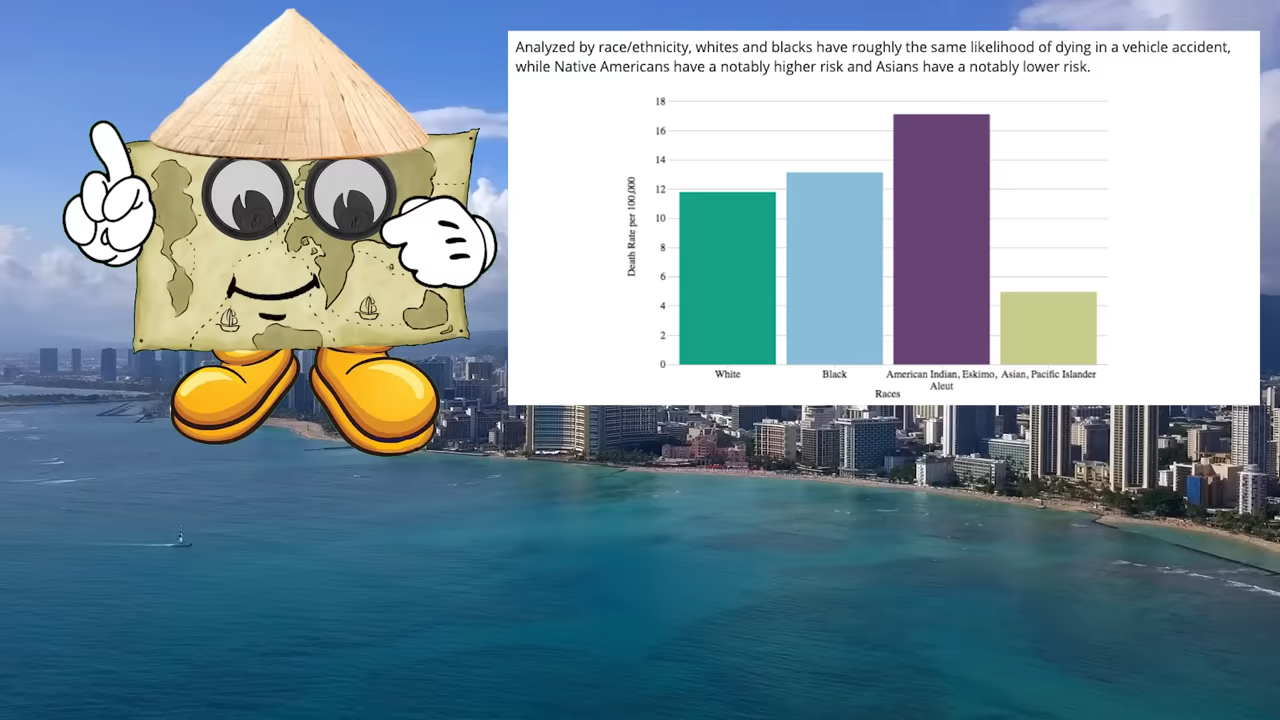 Analyzed by race/ethnicity, whites and blacks have roughly the same likelihood of dying in a vehicle accident,
while Native Americans have a notably higher risk and Asians have a notably lower risk.
18
16
14
12
10
8
6
4
2
0
Death Rate per 100,000
White
Black
American Indian, Eskimo,
Aleut
Asian, Pacific Islander
Races